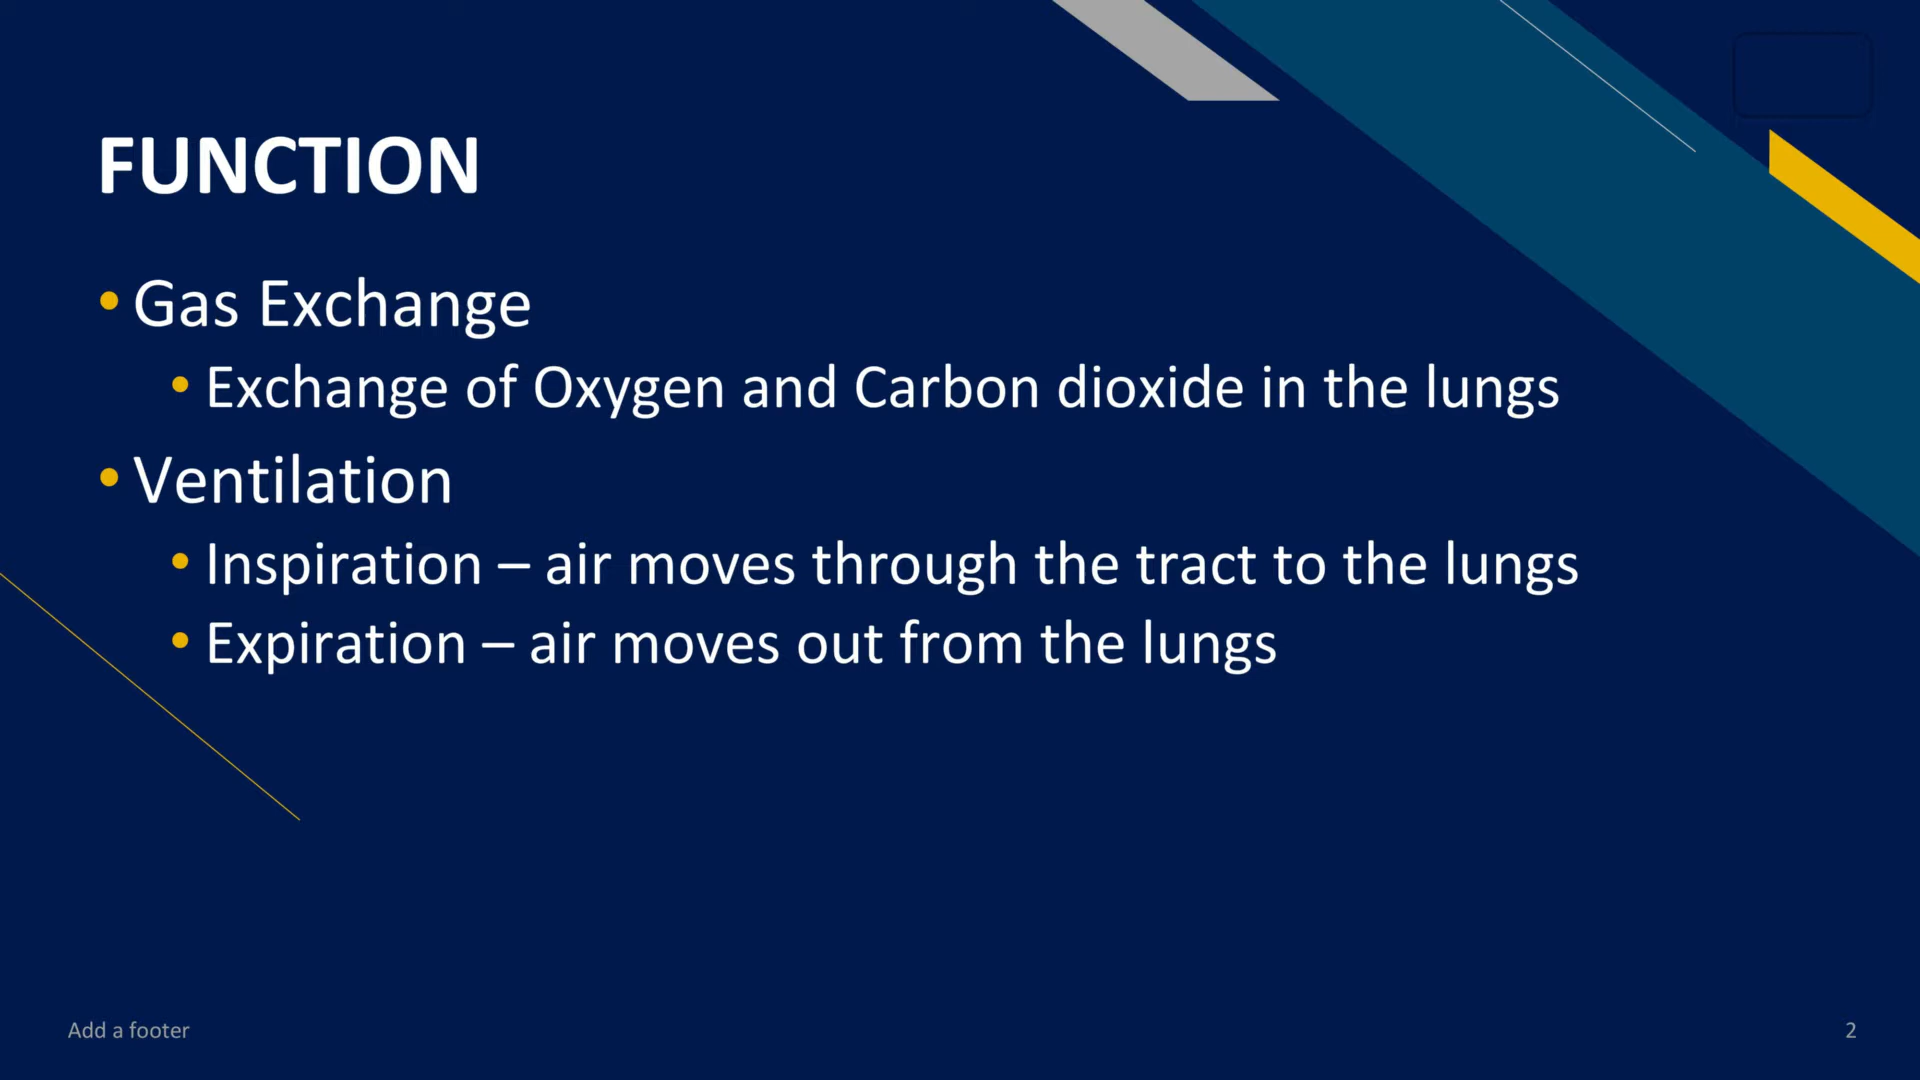 FUNCTION
• Gas Exchange
• Exchange of Oxygen and Carbon dioxide in the lungs
• Ventilation
• Inspiration – air moves through the tract to the lungs
• Expiration – air moves out from the lungs
Add a footer
2